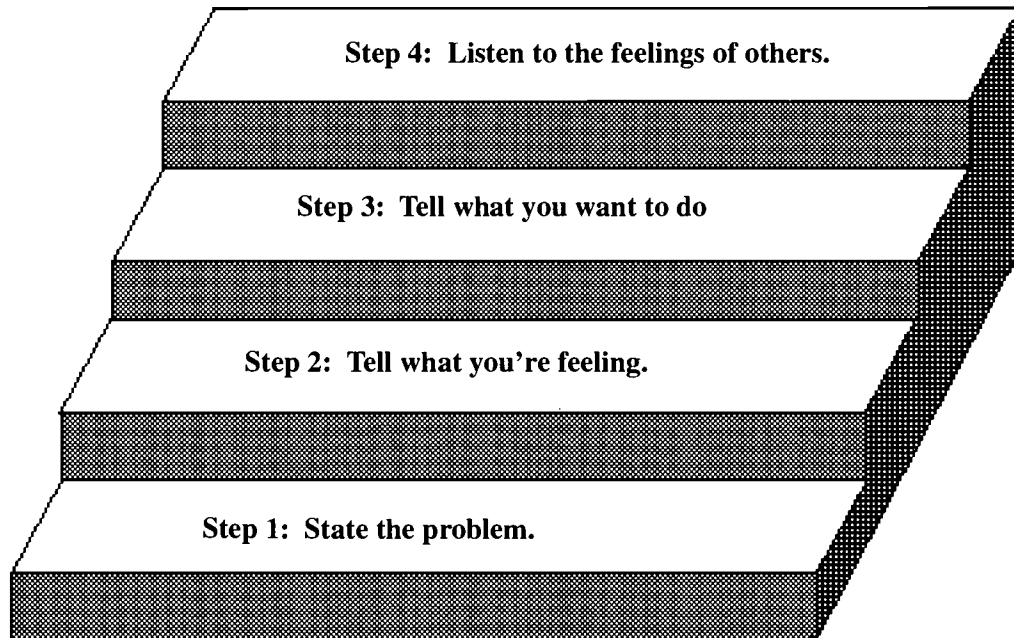 Step 4:  Listen to the feelings of others.
Step 3:  Tell what you want to do
Step 2:  Tell what you're feeling.
Step 1:  State the problem.